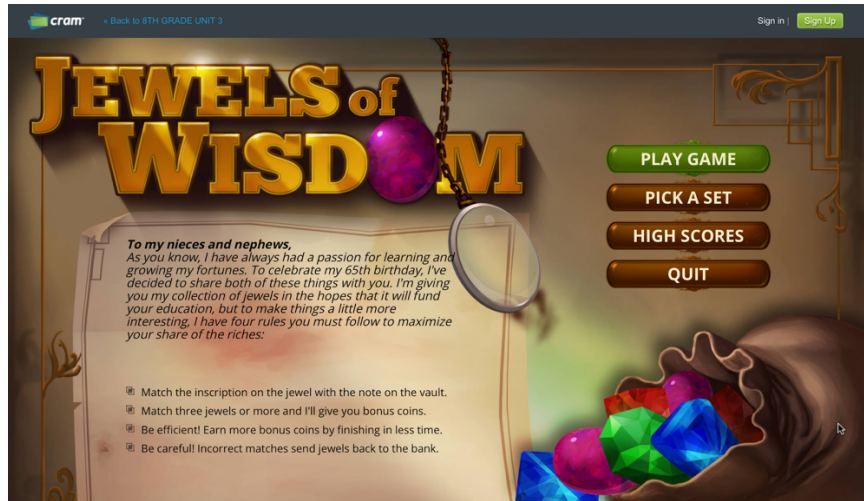 cram
« Back to 8TH GRADE UNIT 3
Sign in |
Sign Up
JEWELS of
WISDOM
PLAY GAME
PICK A SET
HIGH SCORES
QUIT
To my nieces and nephews,
As you know, I have always had a passion for learning and
growing my fortunes. To celebrate my 65th birthday, I've
decided to share both of these things with you. I'm giving
you my collection of jewels in the hopes that it will fund
your education, but to make things a little more
interesting, I have four rules you must follow to maximize
your share of the riches:
Match the inscription on the jewel with the note on the vault.
Match three jewels or more and I'll give you bonus coins.
Be efficient! Earn more bonus coins by finishing in less time.
Be careful! Incorrect matches send jewels back to the bank.